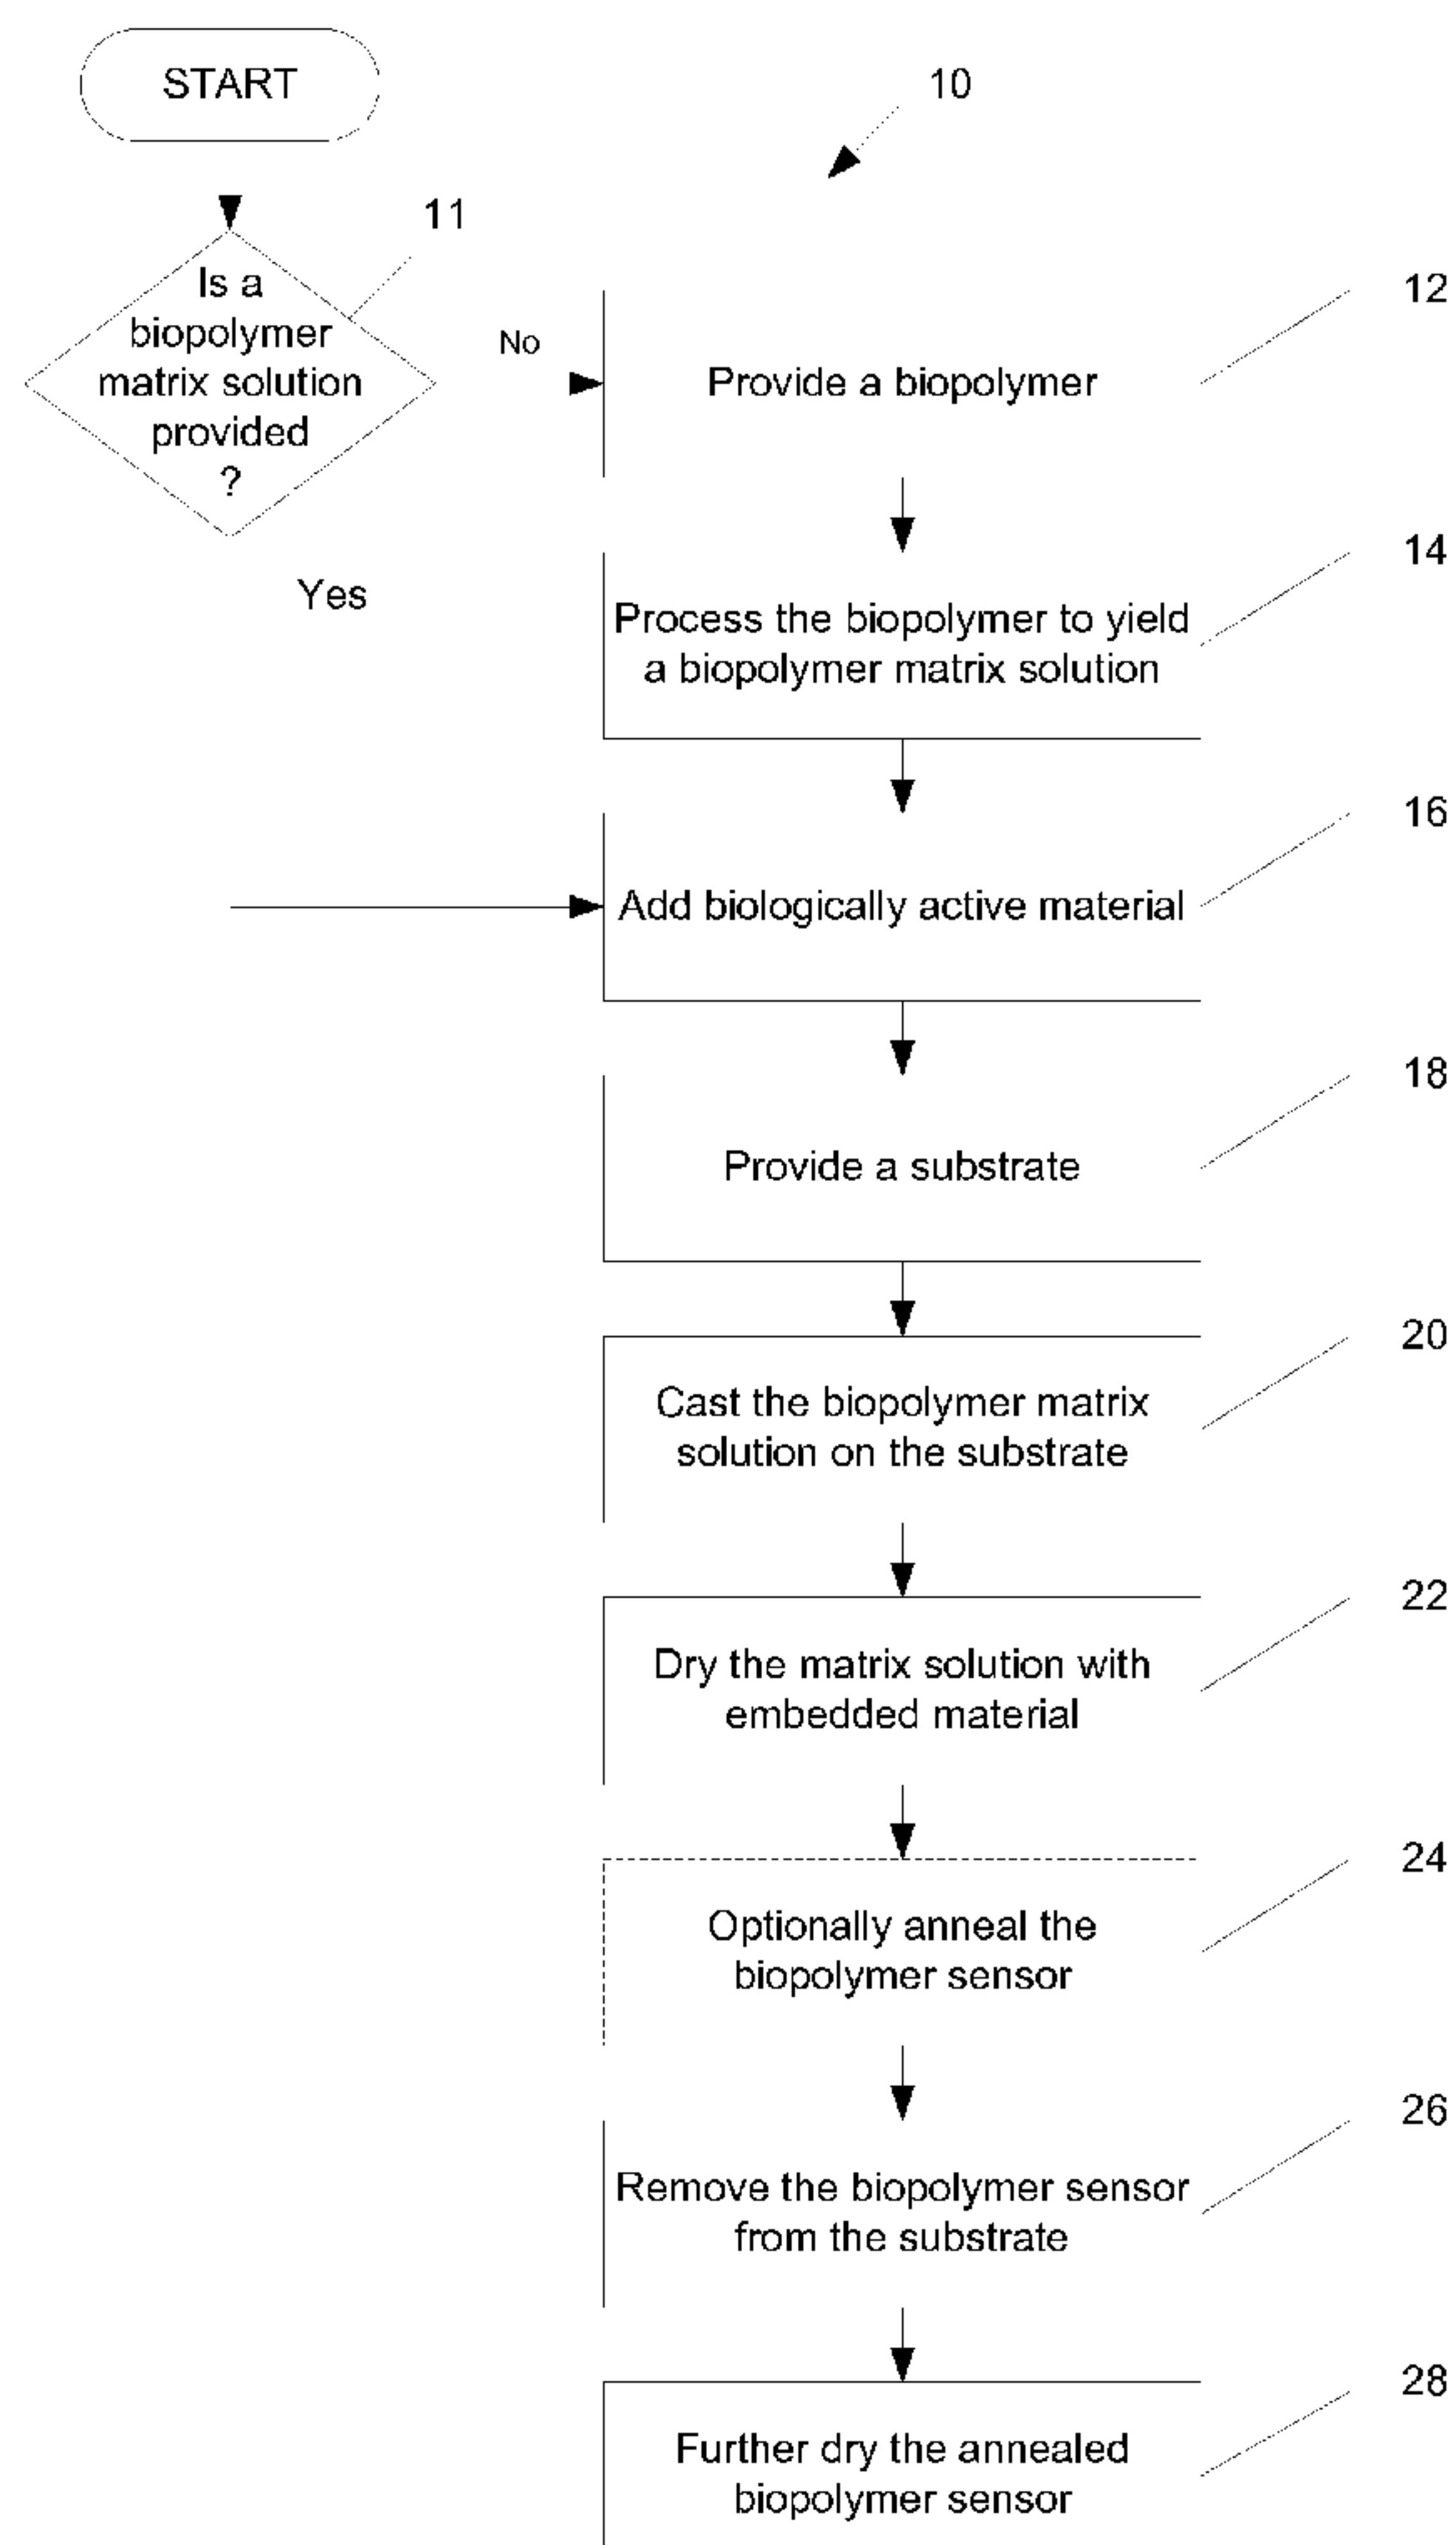 START
10
11
Is a
biopolymer
matrix solution
provided
?
No
Yes
12
Provide a biopolymer
14
Process the biopolymer to yield
a biopolymer matrix solution
16
Add biologically active material
18
Provide a substrate
20
Cast the biopolymer matrix
solution on the substrate
22
Dry the matrix solution with
embedded material
24
Optionally anneal the
biopolymer sensor
26
Remove the biopolymer sensor
from the substrate
28
Further dry the annealed
biopolymer sensor